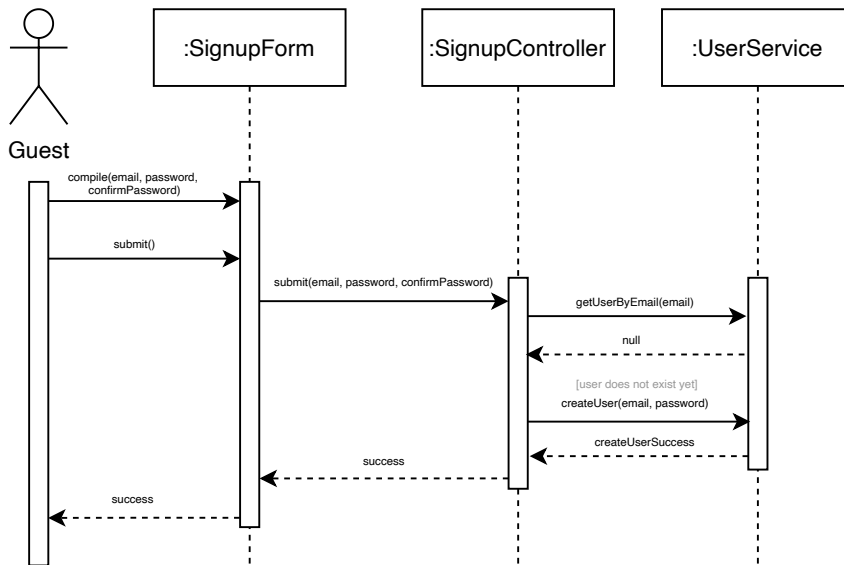 :SignupForm
:SignupController
:UserService
Guest
compile(email, password,
confirmPassword)
submit()
submit(email, password, confirmPassword)
getUserByEmail(email)
null
[user does not exist yet]
createUser(email, password)
createUserSuccess
success
success